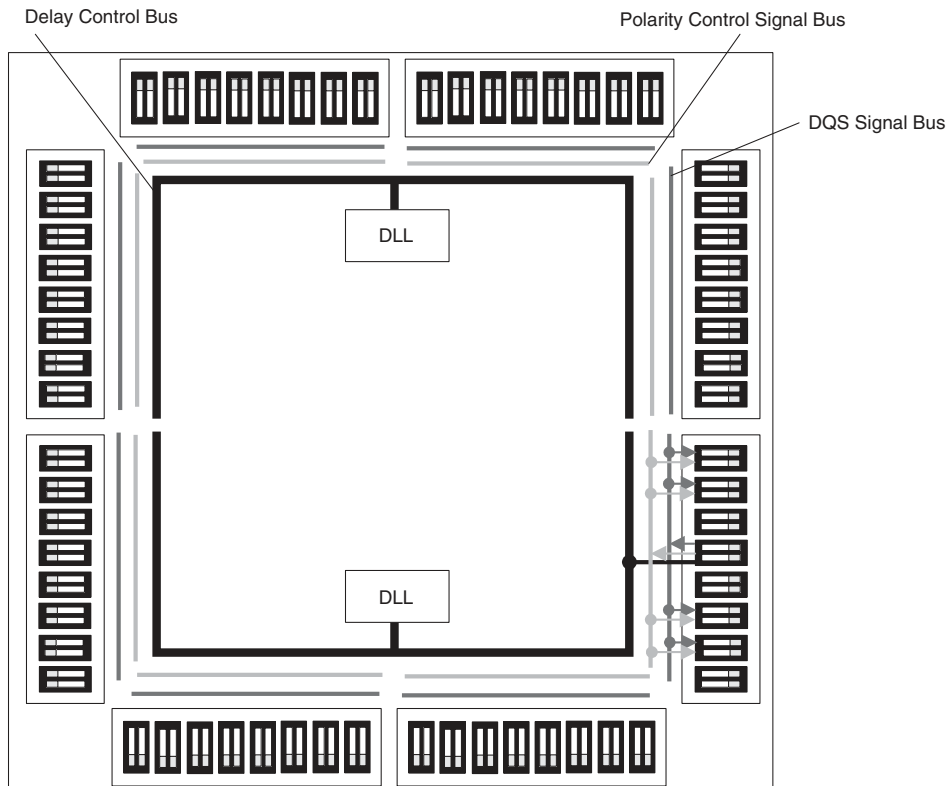 Delay Control Bus
Polarity Control Signal Bus
DQS Signal Bus
DLL
DLL